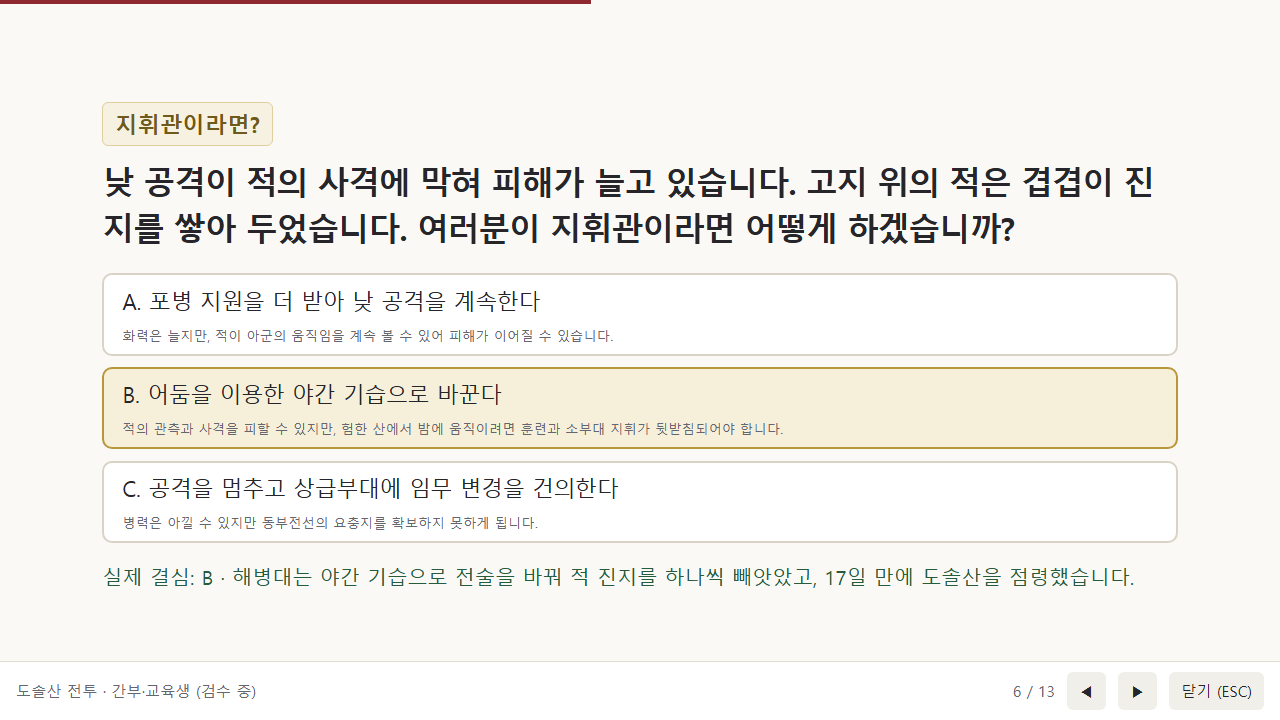 지휘관이라면?
낮 공격이 적의 사격에 막혀 피해가 늘고 있습니다. 고지 위의 적은 겹겹이 진
지를 쌓아 두었습니다. 여러분이 지휘관이라면 어떻게 하겠습니까?
A. 포병 지원을 더 받아 낮 공격을 계속한다
화력은 늘지만, 적이 아군의 움직임을 계속 볼 수 있어 피해가 이어질 수 있습니다.
B. 어둠을 이용한 야간 기습으로 바꾼다
적의 관측과 사격을 피할 수 있지만, 험한 산에서 밤에 움직이려면 훈련과 소부대 지휘가 뒷받침되어야 합니다.
C. 공격을 멈추고 상급부대에 임무 변경을 건의한다
병력은 아낄 수 있지만 동부전선의 요충지를 확보하지 못하게 됩니다.
실제 결심: B · 해병대는 야간 기습으로 전술을 바꿔 적 진지를 하나씩 빼앗았고, 17일 만에 도솔산을 점령했습니다.
도솔산 전투 · 간부·교육생 (검수 중)
6 / 13
◀
▶
닫기 (ESC)